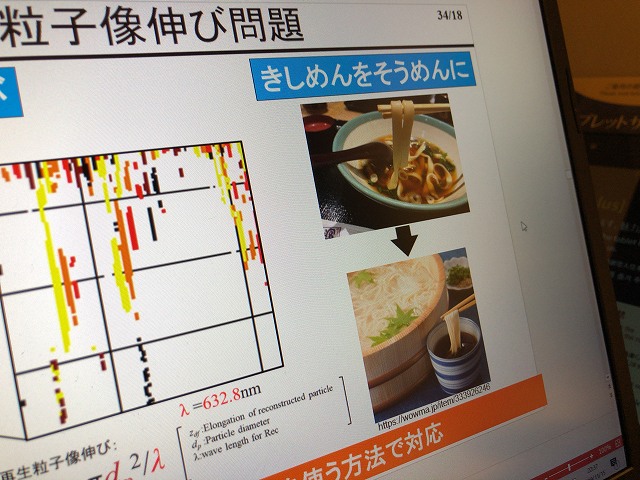 粒子像伸び問題
34/18
きしめんをそうめんに
λ =632.8nm
z_df :Elongation of reconstructed particle
d_p :Particle diameter
λ:wave length for Rec
https://wowma.jp/item/333926246
再生粒子像伸び:
²/λ
使う方法で対応